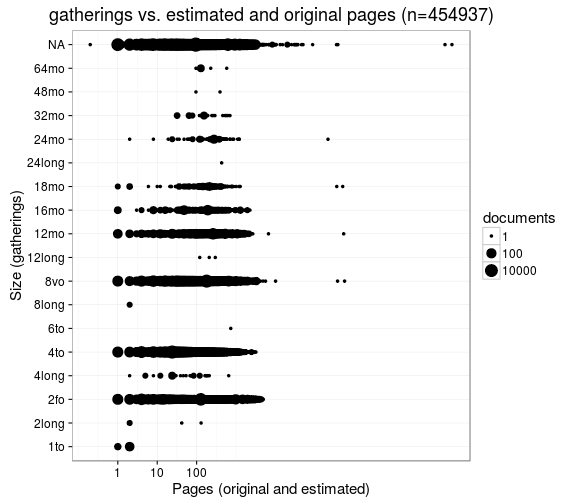 gatherings vs. estimated and original pages (n=454937)
NA
64mo
48mo
32mo
24mo
24long
18mo
16mo
12mo
12long
8vo
8long
6to
4to
4long
2fo
2long
1to
Size (gatherings)
1 10 100
Pages (original and estimated)
documents
1
100
10000